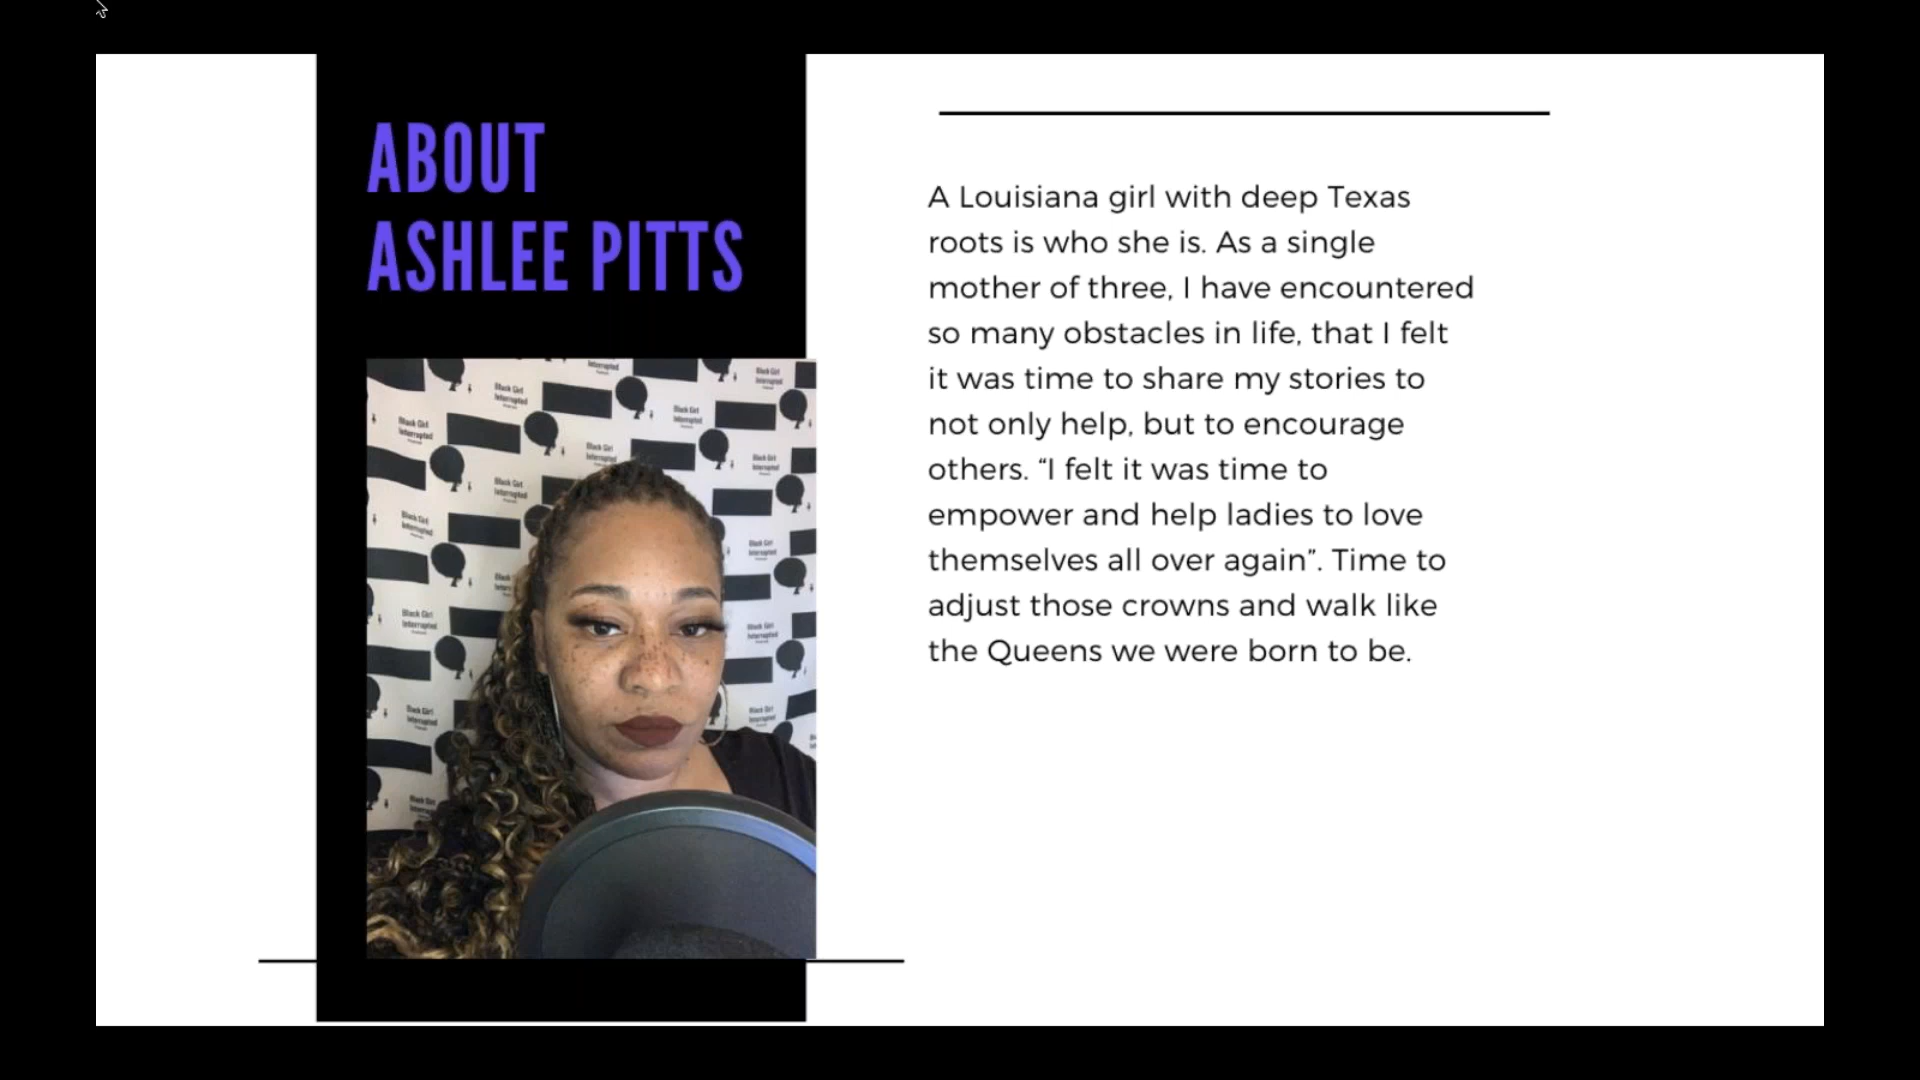 ABOUT
ASHLEE PITTS
A Louisiana girl with deep Texas
roots is who she is. As a single
mother of three, I have encountered
so many obstacles in life, that I felt
it was time to share my stories to
not only help, but to encourage
others. “I felt it was time to
empower and help ladies to love
themselves all over again”. Time to
adjust those crowns and walk like
the Queens we were born to be.
Black Girl
Interrupted